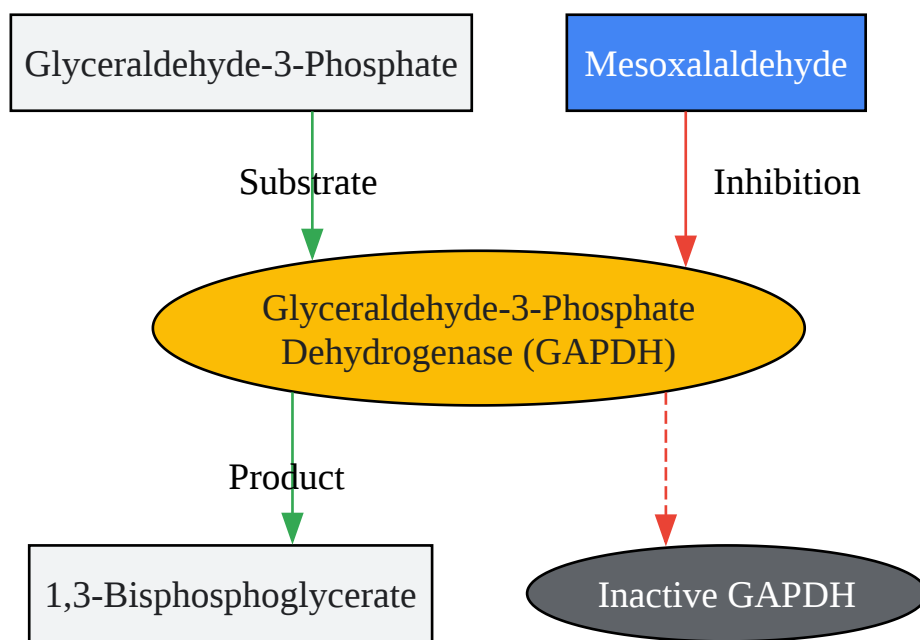 Glyceraldehyde-3-Phosphate
Mesoxalaldehyde
Substrate
Inhibition
Glyceraldehyde-3-Phosphate
Dehydrogenase (GAPDH)
Product
1,3-Bisphosphoglycerate
Inactive GAPDH